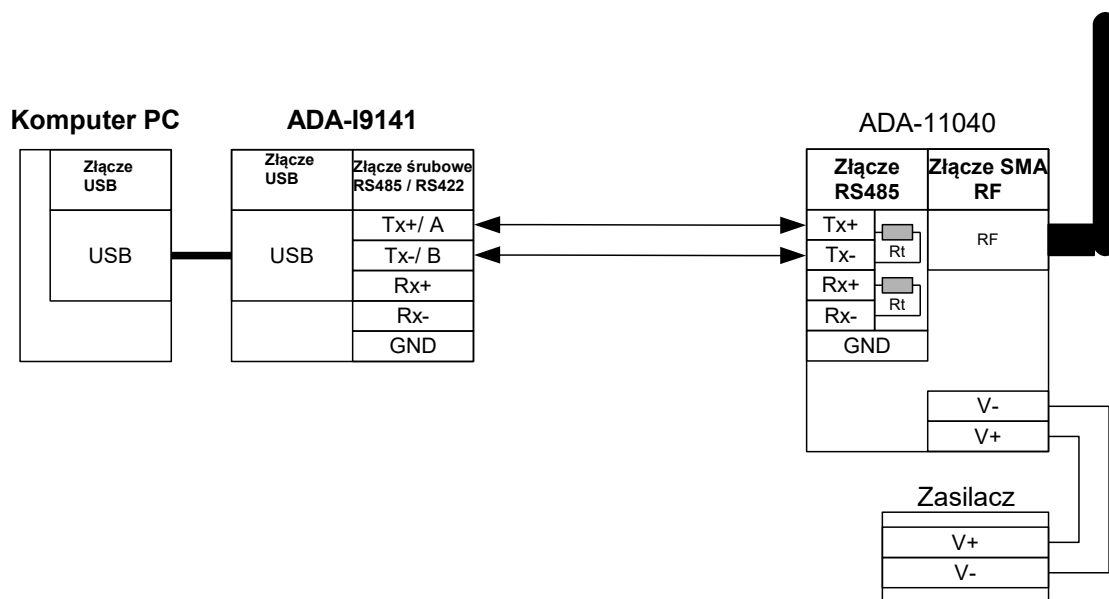 Komputer PC
Złącze
USB
USB
ADA-I9141
Złącze
USB
Złącze śrubowe
RS485 / RS422
USB
Tx+/ A
Tx-/ B
Rx+
Rx-
GND
ADA-11040
Złącze
RS485
Złącze SMA
RF
Tx+
Tx-
Rt
Rx+
Rx-
Rt
GND
RF
V-
V+
Zasilacz
V+
V-